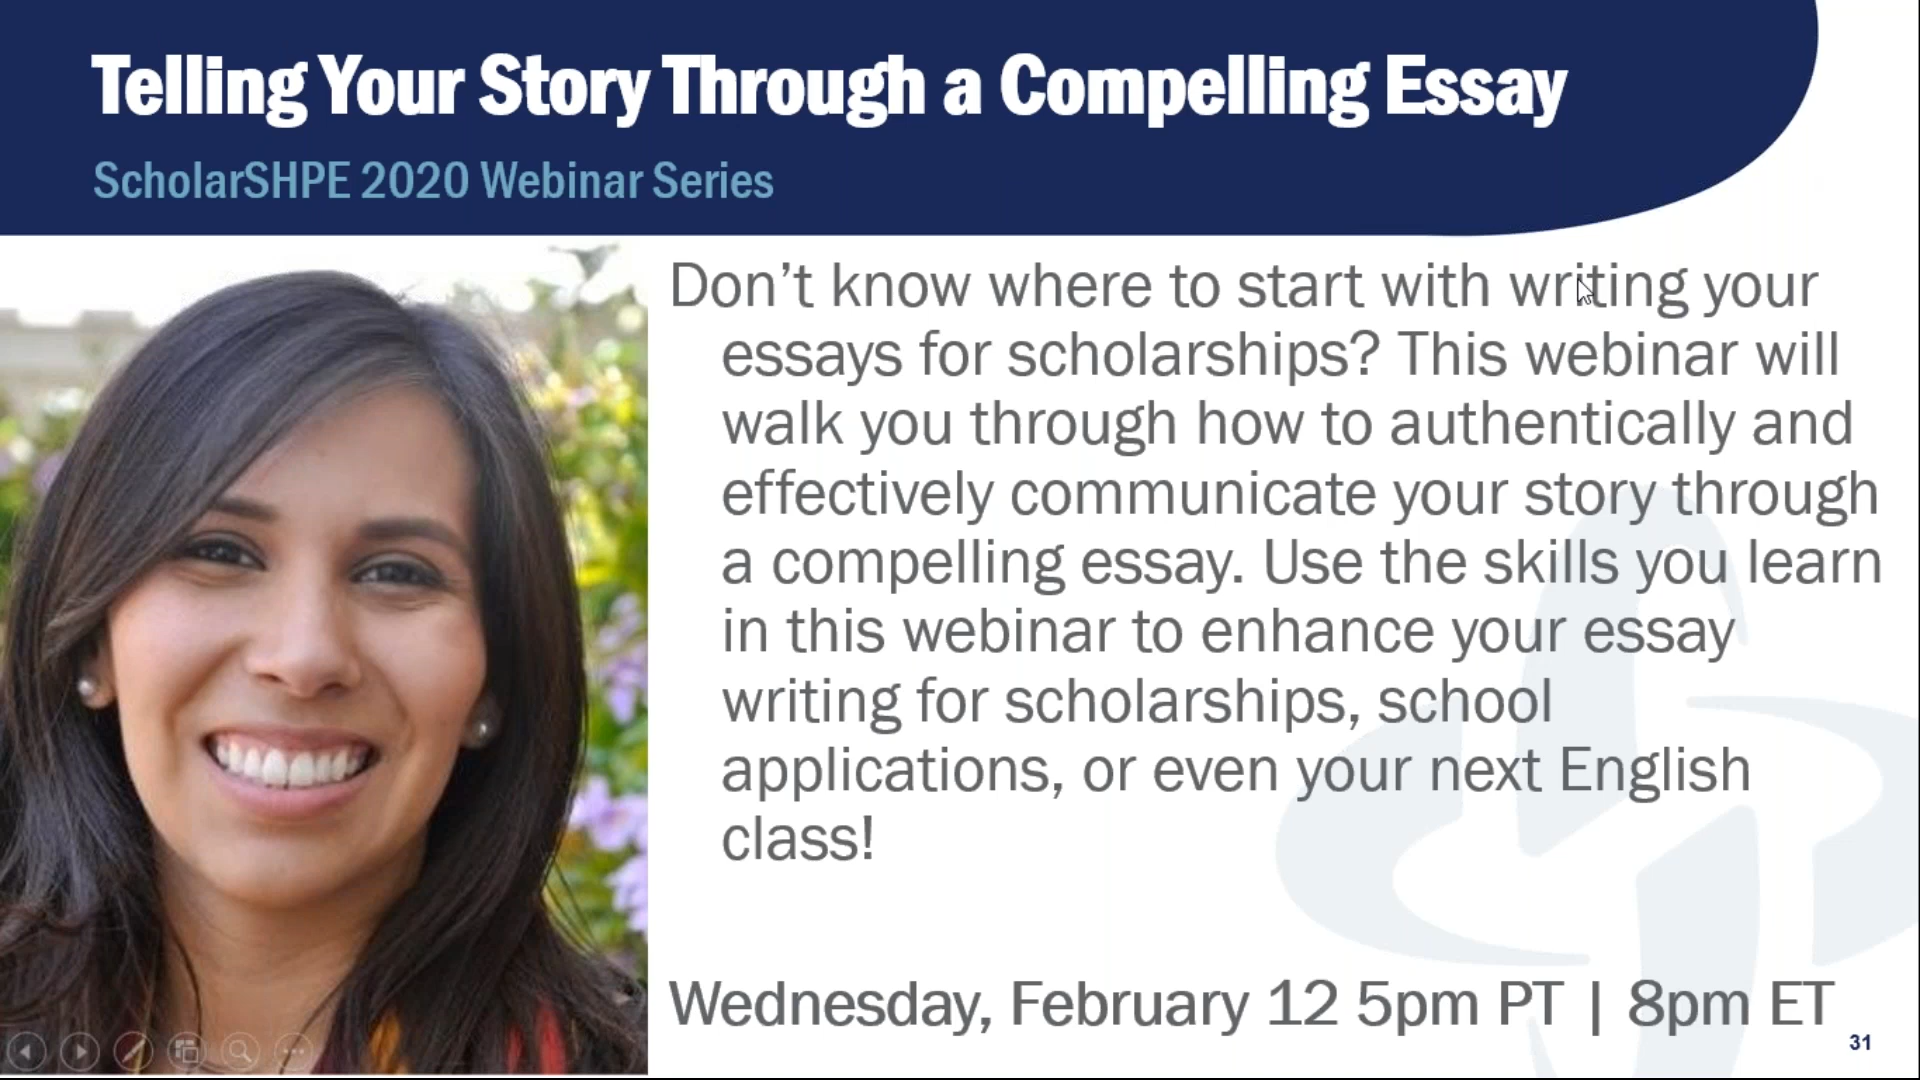 Telling Your Story Through a Compelling Essay
ScholarSHPE 2020 Webinar Series
Don’t know where to start with writing your
essays for scholarships? This webinar will
walk you through how to authentically and
effectively communicate your story through
a compelling essay. Use the skills you learn
in this webinar to enhance your essay
writing for scholarships, school
applications, or even your next English
class!
Wednesday, February 12 5pm PT | 8pm ET
31